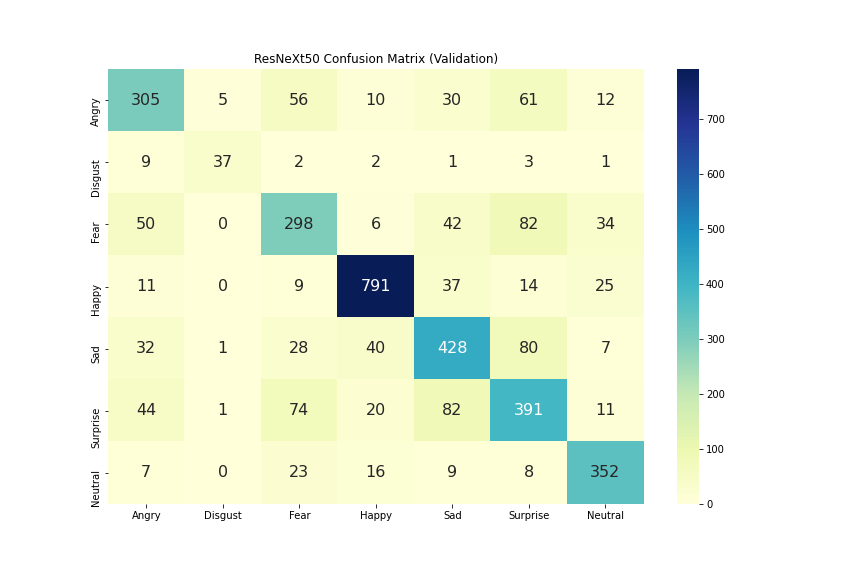 ResNeXt50 Confusion Matrix (Validation)
Angry 305 5 56 10 30 61 12
Disgust 9 37 2 2 1 3 1
Fear 50 0 298 6 42 82 34
Happy 11 0 9 791 37 14 25
Sad 32 1 28 40 428 80 7
Surprise 44 1 74 20 82 391 11
Neutral 7 0 23 16 9 8 352
Angry Disgust Fear Happy Sad Surprise Neutral
700
600
500
400
300
200
100
0